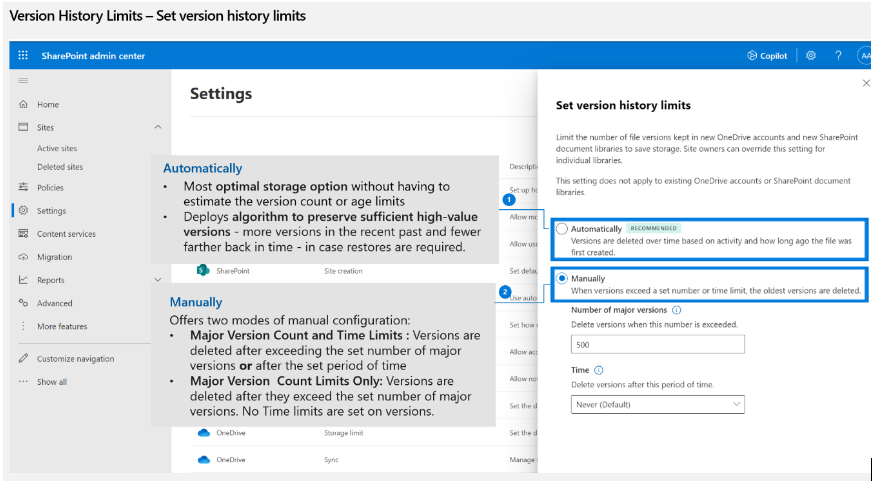 Version History Limits – Set version history limits
SharePoint admin center
Copilot
?
AA
Home
Sites
Active sites
Deleted sites
Policies
Settings
Content services
Migration
Reports
Advanced
More features
Customize navigation
Show all
Settings
Automatically
• Most optimal storage option without having to
estimate the version count or age limits
• Deploys algorithm to preserve sufficient high-value
versions - more versions in the recent past and fewer
farther back in time - in case restores are required.
SharePoint
Site creation
Manually
Offers two modes of manual configuration:
• Major Version Count and Time Limits : Versions are
deleted after exceeding the set number of major
versions or after the set period of time
• Major Version Count Limits Only: Versions are
deleted after they exceed the set number of major
versions. No Time limits are set on versions.
OneDrive
Storage limit
OneDrive
Sync
Descripti
Set up
1
Allow
Allow
Set
2
Use auto
Set how
Allow
Allow
Set the d
Set the d
Manage
Set version history limits
Limit the number of file versions kept in new OneDrive accounts and new SharePoint
document libraries to save storage. Site owners can override this setting for
individual libraries.
This setting does not apply to existing OneDrive accounts or SharePoint document
libraries.
Automatically RECOMMENDED
Versions are deleted over time based on activity and how long ago the file was
first created.
Manually
When versions exceed a set number or time limit, the oldest versions are deleted.
Number of major versions
Delete versions when this number is exceeded.
500
Time
Delete versions after this period of time.
Never (Default)